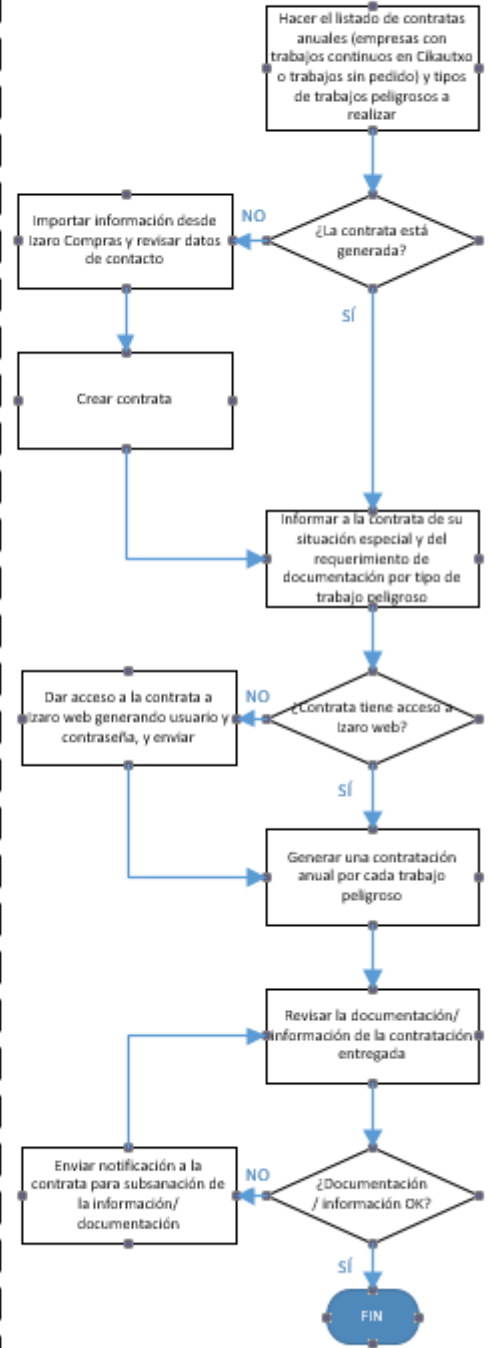 Hacer el listado de contratas
anuales (empresas con
trabajos continuos en Cikautxo
o trabajos sin pedido) y tipos
de trabajos peligrosos a
realizar
¿La contrata está
generada?
NO
Importar información desde
Izaro Compras y revisar datos
de contacto
SÍ
Crear contrata
Informar a la contrata de su
situación especial y del
requerimiento de
documentación por tipo de
trabajo peligroso
¿Contrata tiene acceso a
Izaro web?
NO
Dar acceso a la contrata a
Izaro web generando usuario y
contraseña, y enviar
SÍ
Generar una contratación
anual por cada trabajo
peligroso
Revisar la documentación/
información de la contratación
entregada
¿Documentación
/ información OK?
NO
Enviar notificación a la
contrata para subsanación de
la información/
documentación
SÍ
FIN